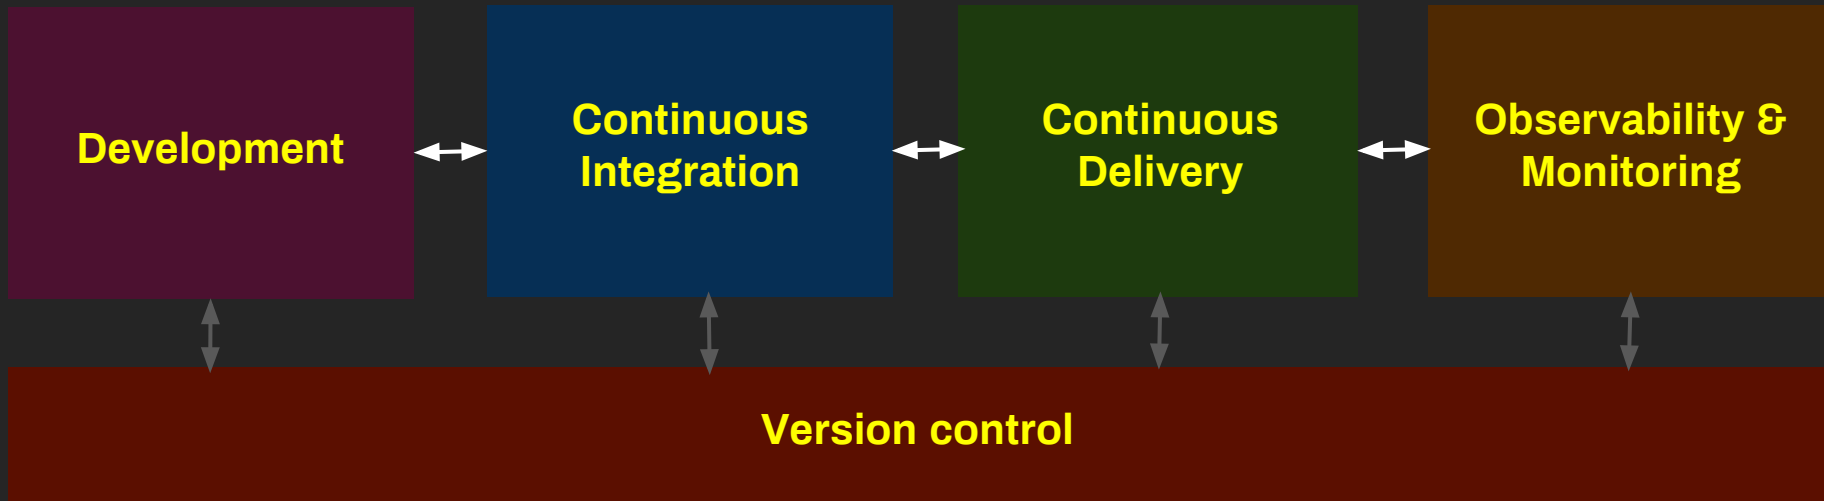 Development
Continuous
Integration
Continuous
Delivery
Observability &
Monitoring
Version control